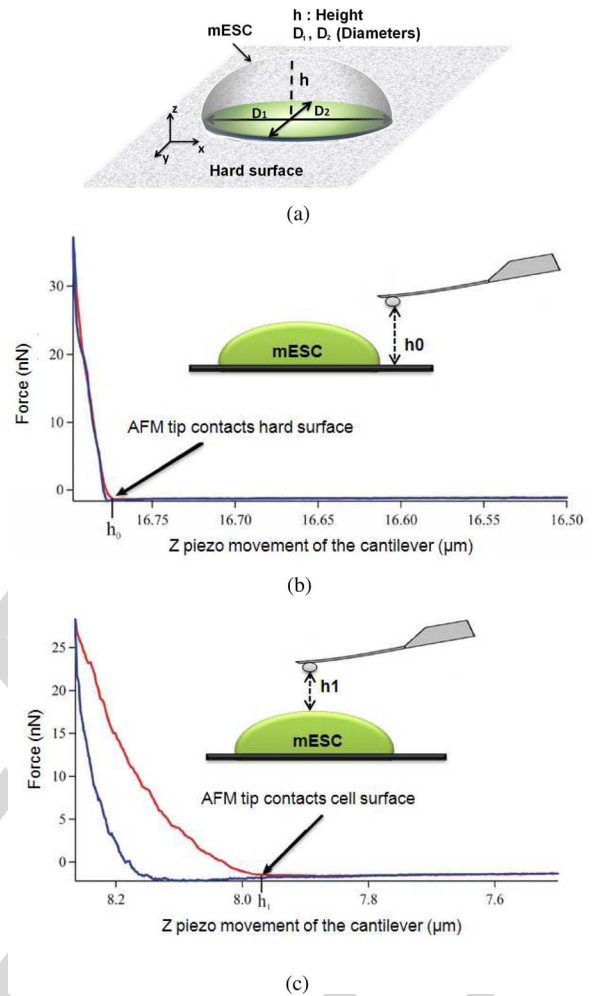 h : Height
mESC
D₁ , D₂ (Diameters)
h
D₁
D₂
z
y
x
Hard surface
(a)
30
20
10
0
Force (nN)
h0
mESC
AFM tip contacts hard surface
h₀
16.75
16.70
16.65
16.60
16.55
16.50
Z piezo movement of the cantilever (µm)
(b)
25
20
15
10
5
0
Force (nN)
h1
mESC
AFM tip contacts cell surface
8.2
8.0
h₁
7.8
7.6
Z piezo movement of the cantilever (µm)
(c)